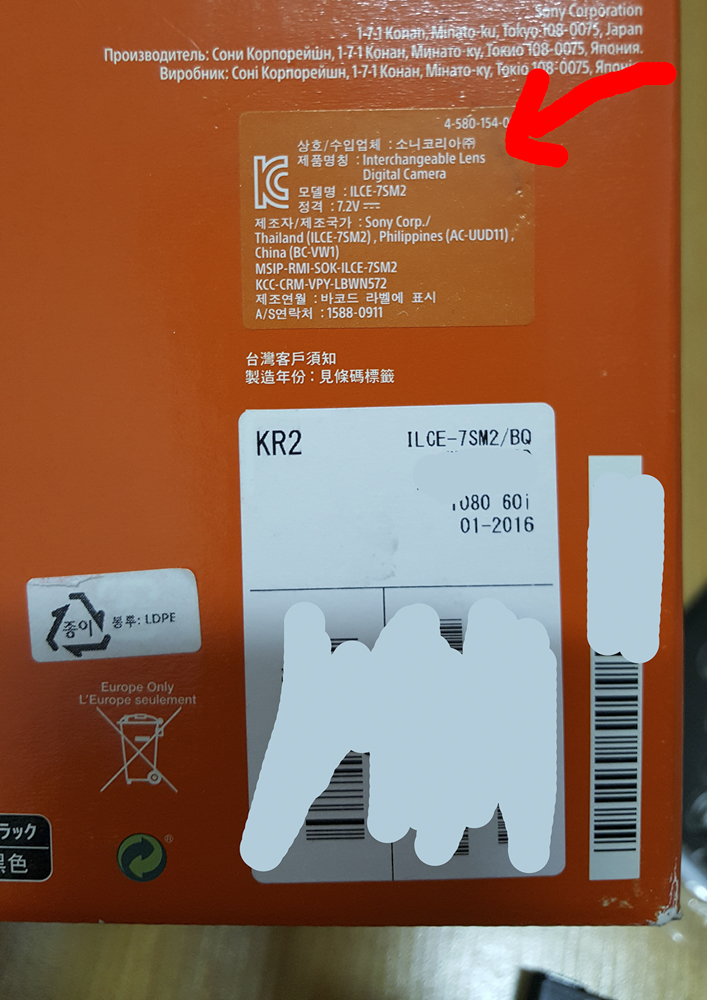 Sony Corporation
1-7-1 Konan, Minato-ku, Tokyo 108-0075, Japan
Производитель: Сони Корпорейшн, 1-7-1 Конан, Минато-ку, Токио 108-0075, Япония.
Виробник: Соні Корпорейшн, 1-7-1 Конан, Мінато-ку, Токіо 108-0075,
4-580-154-0
상호/수입업체 : 소니코리아㈜
제품명칭 : Interchangeable Lens
Digital Camera
모델명 : ILCE-7SM2
정격 : 7.2V
제조자/제조국가 : Sony Corp./
Thailand (ILCE-7SM2) , Philippines (AC-UUD11) ,
China (BC-VW1)
MSIP-RMI-SOK-ILCE-7SM2
KCC-CRM-VPY-LBWN572
제조연월 : 바코드 라벨에 표시
A/S연락처 : 1588-0911
台灣客戶須知
製造年份：見條碼標籤
KR2
ILCE-7SM2/BQ
1080 60i
01-2016
종이
봉투: LDPE
Europe Only
L'Europe seulement
ラック
黑色